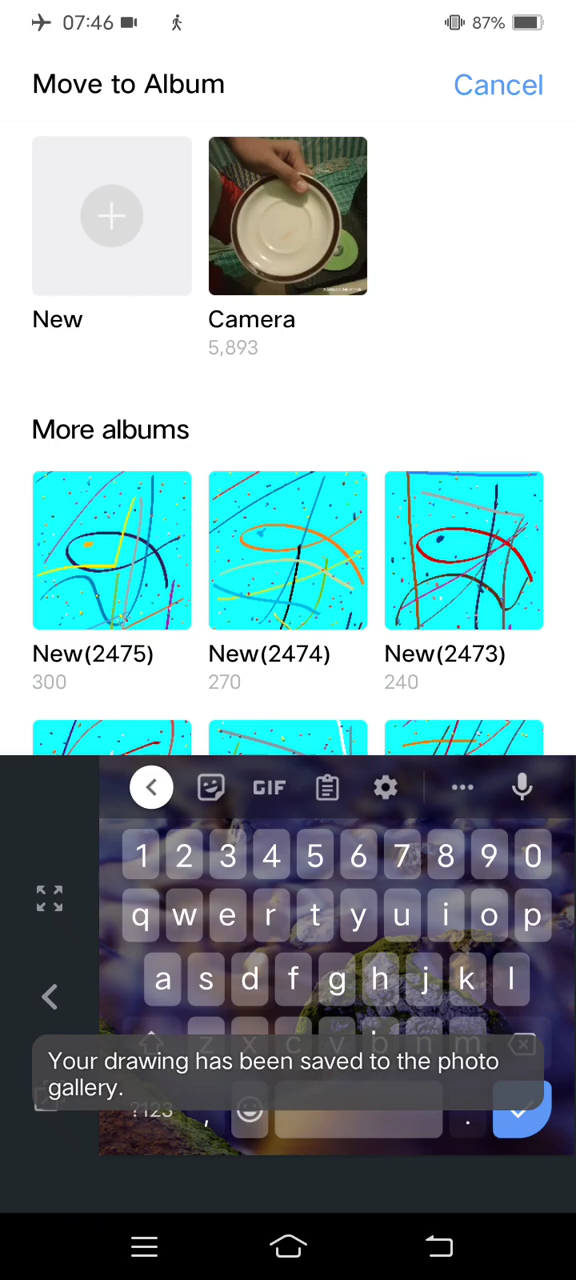 07:46
87%
Move to Album
Cancel
New
Camera
5,893
More albums
New(2475)
New(2474)
New(2473)
300
270
240
GIF
1 2 3 4 5 6 7 8 9 0
q w e r t y u i o p
a s d f g h j k l
z x c v b n m
Your drawing has been saved to the photo
gallery.
?123 , .